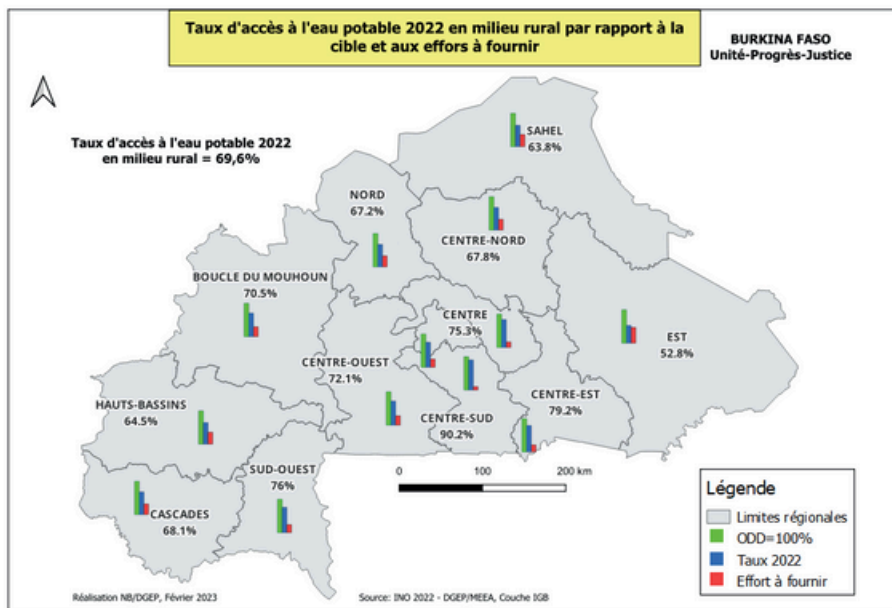 Taux d'accès à l'eau potable 2022 en milieu rural par rapport à la
cible et aux effors à fournir
BURKINA FASO
Unité-Progrès-Justice
Taux d'accès à l'eau potable 2022
en milieu rural = 69,6%
SAHEL
63.8%
NORD
67.2%
CENTRE-NORD
67.8%
BOUCLE DU MOUHOUN
70.5%
CENTRE
75.3%
EST
52.8%
CENTRE-OUEST
72.1%
CENTRE-EST
79.2%
HAUTS-BASSINS
64.5%
CENTRE-SUD
90.2%
SUD-OUEST
76%
CASCADES
68.1%
0 100 200 km
Légende
Limites régionales
ODD=100%
Taux 2022
Effort à fournir
Réalisation NB/DGEP, Février 2023
Source: INO 2022 - DGEP/MEEA, Couche IGB